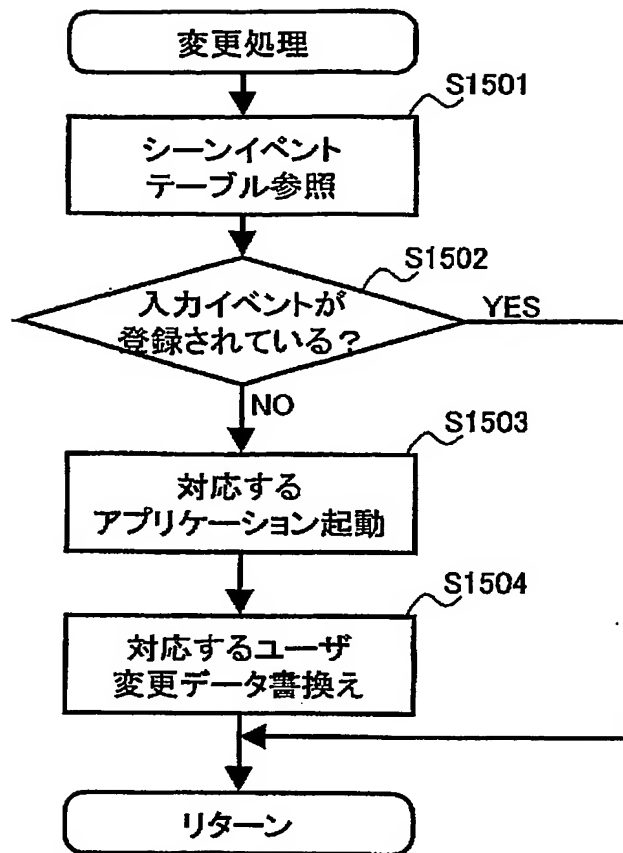 変更処理
S1501
シーンイベント
テーブル参照
S1502
入力イベントが
登録されている？
YES
NO
S1503
対応する
アプリケーション起動
S1504
対応するユーザ
変更データ書換え
リターン